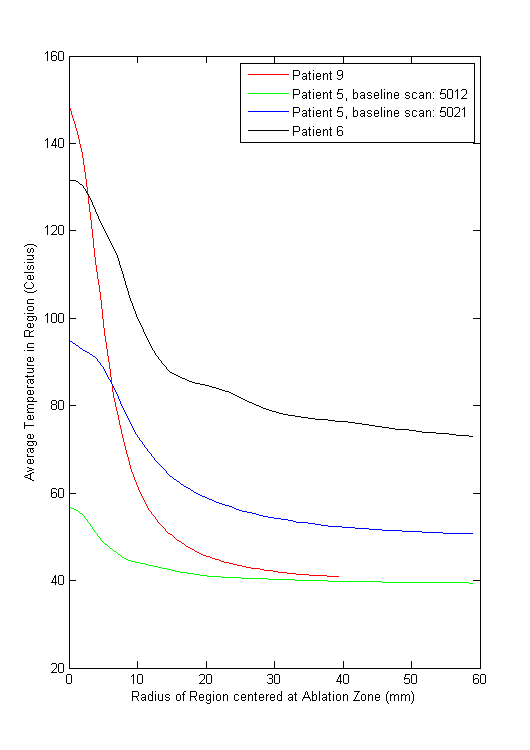 160
140
120
100
80
60
40
20
Average Temperature in Region (Celsius)
Patient 9
Patient 5, baseline scan: 5012
Patient 5, baseline scan: 5021
Patient 6
0 10 20 30 40 50 60
Radius of Region centered at Ablation Zone (mm)